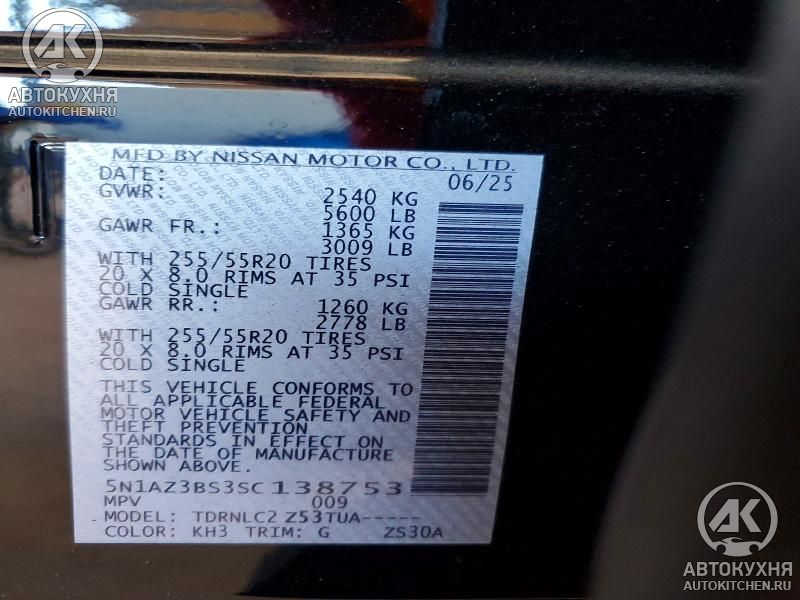 AK
АВТОКУХНЯ
AUTOKITCHEN.RU
MFD BY NISSAN MOTOR CO., LTD.
DATE: 06/25
GVWR: 2540 KG
5600 LB
GAWR FR.: 1365 KG
3009 LB
WITH 255/55R20 TIRES
20 X 8.0 RIMS AT 35 PSI
COLD SINGLE
GAWR RR.: 1260 KG
2778 LB
WITH 255/55R20 TIRES
20 X 8.0 RIMS AT 35 PSI
COLD SINGLE
THIS VEHICLE CONFORMS TO
ALL APPLICABLE FEDERAL
MOTOR VEHICLE SAFETY AND
THEFT PREVENTION
STANDARDS IN EFFECT ON
THE DATE OF MANUFACTURE
SHOWN ABOVE.
5N1AZ3BS3SC138753
MPV 009
MODEL: TDRNLC2 Z53TUA-----
COLOR: KH3 TRIM: G ZS30A
AK
АВТОКУХНЯ
AUTOKITCHEN.RU